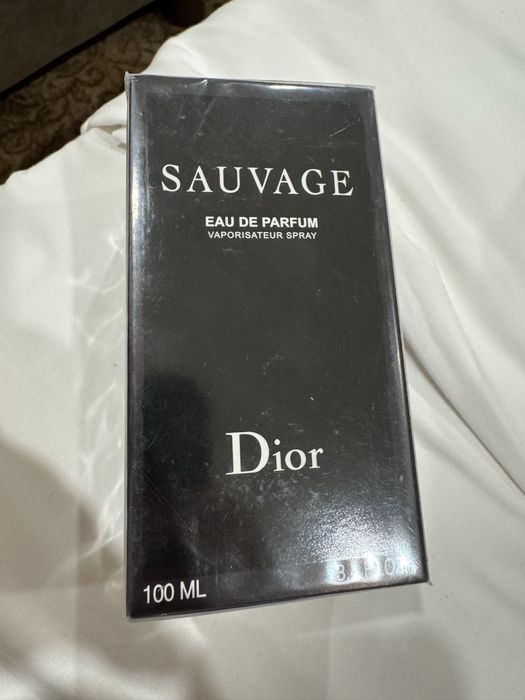 SAUVAGE
EAU DE PARFUM
VAPORISATEUR SPRAY
Dior
100 ML